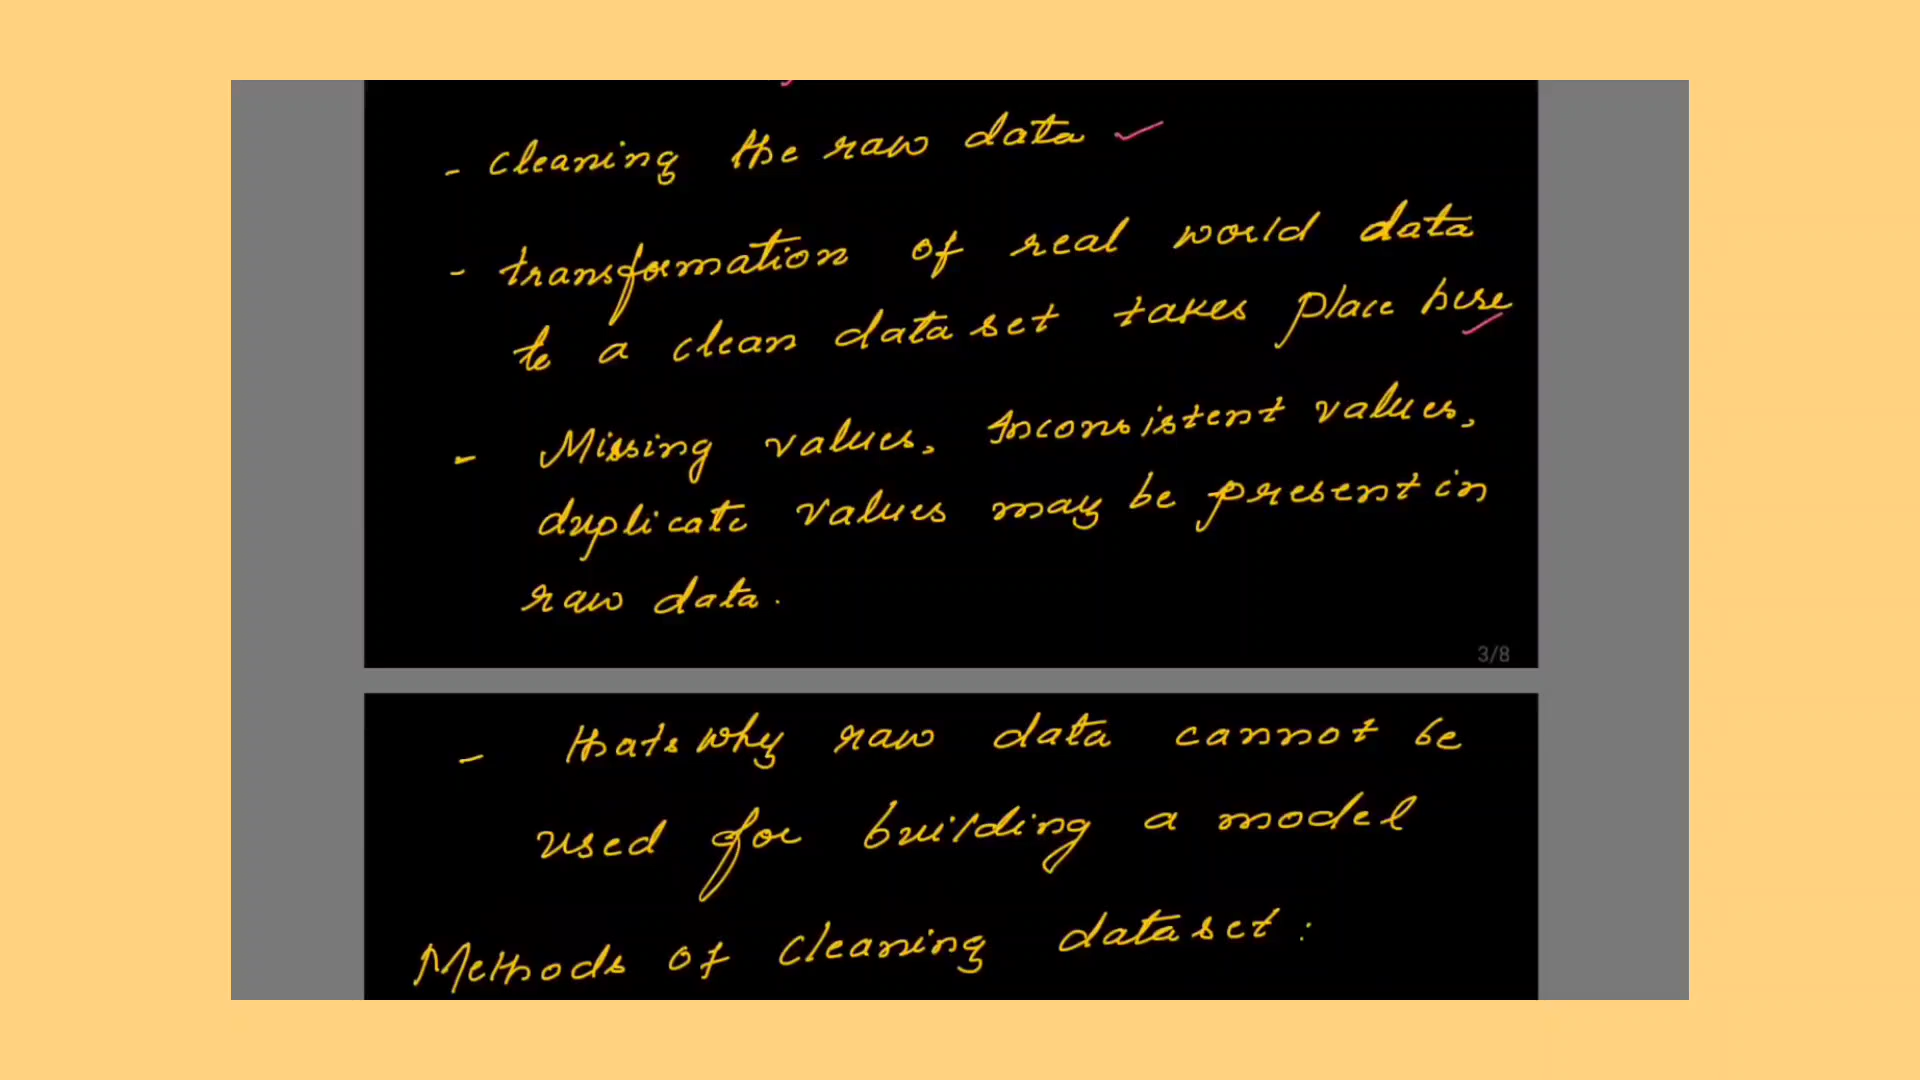 - cleaning the raw data
- transformation of real world data
to a clean data set takes place here
- Missing values, Inconsistent values,
duplicate values may be present in
raw data.
3/8
- thats why raw data cannot be
used for building a model
Methods of cleaning dataset: